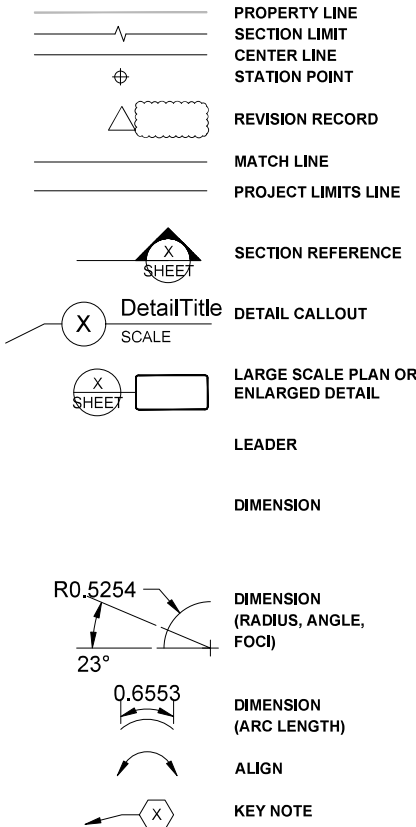 PROPERTY LINE
SECTION LIMIT
CENTER LINE
STATION POINT
REVISION RECORD
MATCH LINE
PROJECT LIMITS LINE
X
SHEET
SECTION REFERENCE
X
DetailTitle
SCALE
DETAIL CALLOUT
X
SHEET
LARGE SCALE PLAN OR
ENLARGED DETAIL
LEADER
DIMENSION
R0.5254
23°
DIMENSION
(RADIUS, ANGLE,
FOCI)
0.6553
DIMENSION
(ARC LENGTH)
ALIGN
X
KEY NOTE